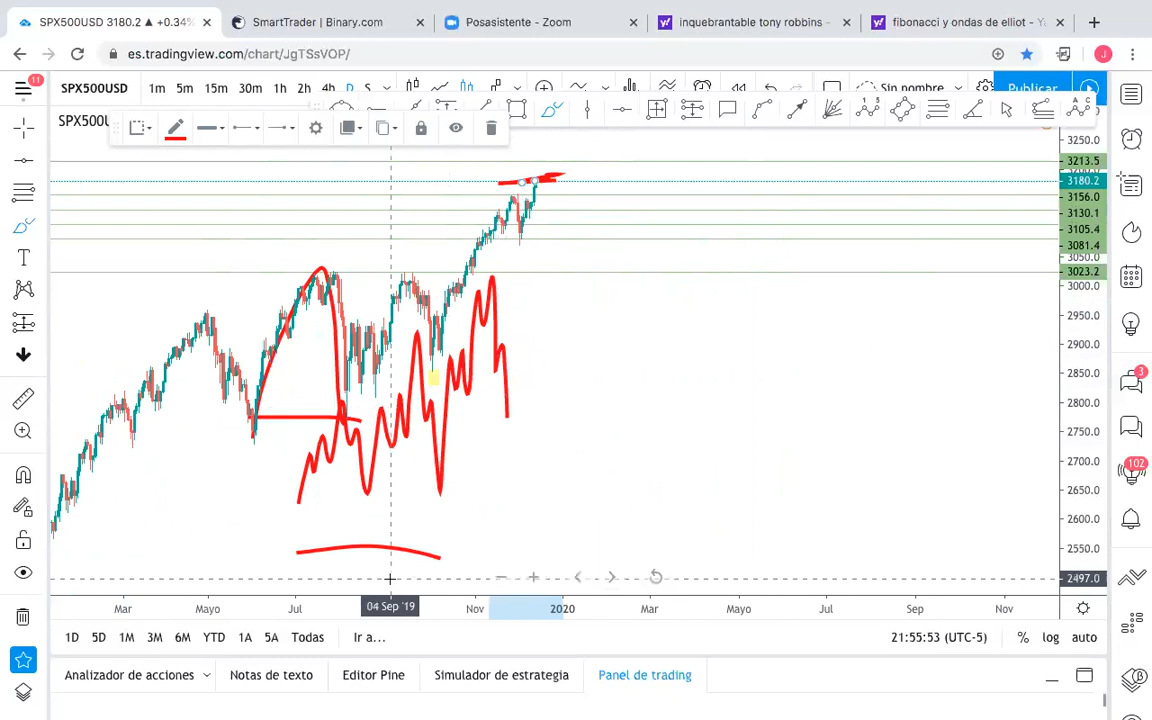 SPX500USD 3180.2 ▲ +0.34%
SmartTrader | Binary.com
Posasistente - Zoom
inquebrantable tony robbins -
fibonacci y ondas de elliot - Ya
es.tradingview.com/chart/JgTSsVOP/
J
11
SPX500USD
1m 5m 15m 30m 1h 2h 4h D S
Sin nombre
Publicar
SPX500U
3250.0
3213.5
3180.2
3156.0
3130.1
3105.4
3081.4
3050.0
3023.2
3000.0
2950.0
2900.0
2850.0
2800.0
2750.0
2700.0
2650.0
2600.0
2550.0
2497.0
3
102
Mar Mayo Jul 04 Sep '19 Nov 2020 Mar Mayo Jul Sep Nov
1D 5D 1M 3M 6M YTD 1A 5A Todas Ir a... 21:55:53 (UTC-5) % log auto
Analizador de acciones Notas de texto Editor Pine Simulador de estrategia Panel de trading